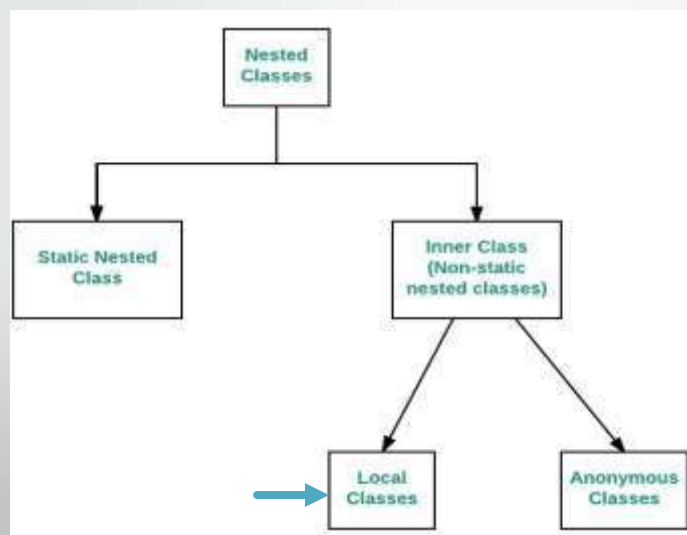 Nested
Classes
Static Nested
Class
Inner Class
(Non-static
nested classes)
Local
Classes
Anonymous
Classes